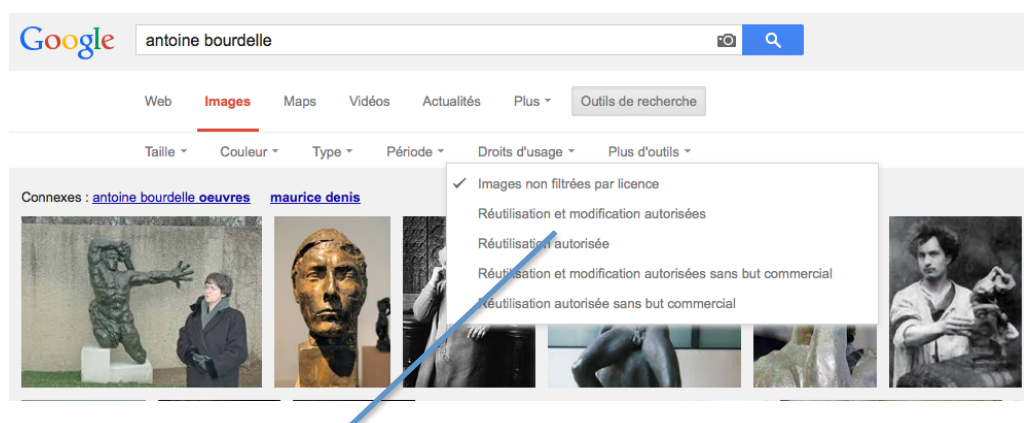 Google antoine bourdelle
Web Images Maps Vidéos Actualités Plus Outils de recherche
Taille Couleur Type Période Droits d'usage Plus d'outils
Images non filtrées par licence
Connexes : antoine bourdelle oeuvres maurice denis
Réutilisation et modification autorisées
Réutilisation autorisée
Réutilisation et modification autorisées sans but commercial
Réutilisation autorisée sans but commercial